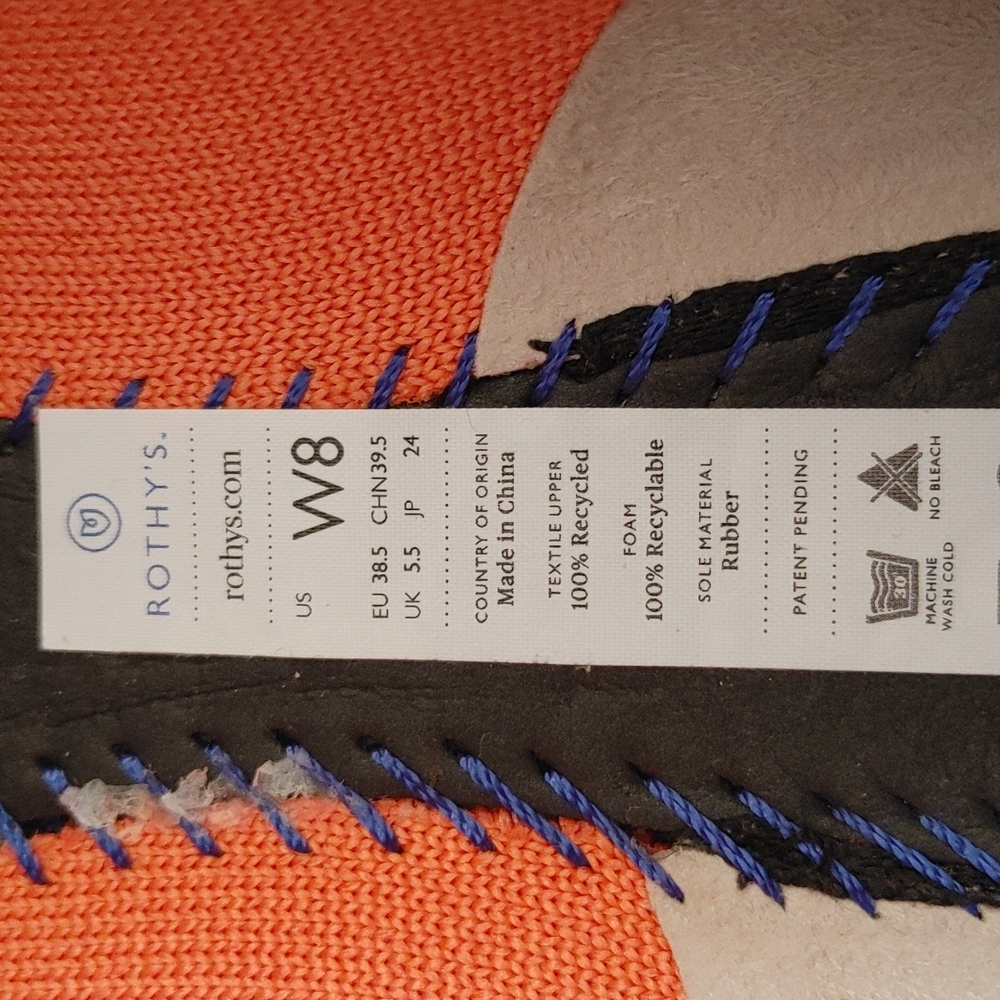 ROTHY'S™
rothys.com
US W8
EU 38.5 CHN39.5
UK 5.5 JP 24
COUNTRY OF ORIGIN
Made in China
TEXTILE UPPER
100% Recycled
FOAM
100% Recyclable
SOLE MATERIAL
Rubber
PATENT PENDING
30
MACHINE
WASH COLD
NO BLEACH